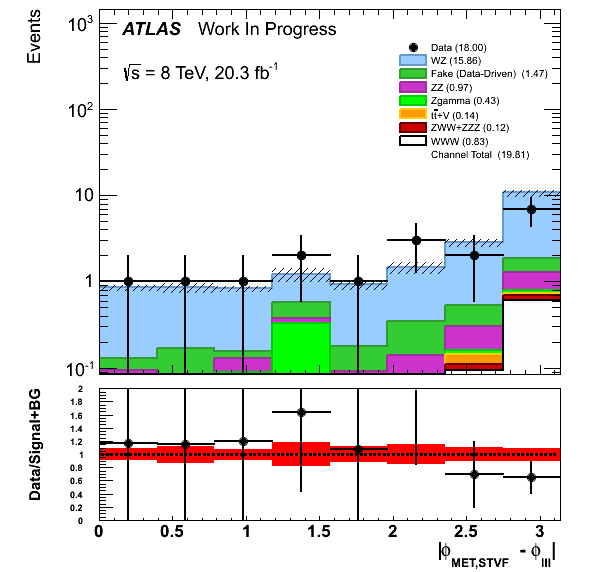 Events
10³
10²
10
1
10⁻¹
ATLAS Work In Progress
√s = 8 TeV, 20.3 fb⁻¹
Data (18.00)
WZ (15.86)
Fake (Data-Driven) (1.47)
ZZ (0.97)
Zgamma (0.43)
tt̄+V (0.14)
ZWW+ZZZ (0.12)
WWW (0.83)
Channel Total (19.81)
Data/Signal+BG
2
1.8
1.6
1.4
1.2
1
0.8
0.6
0.4
0.2
0
0 0.5 1 1.5 2 2.5 3
|ϕ_MET,STVF - ϕ_lll|